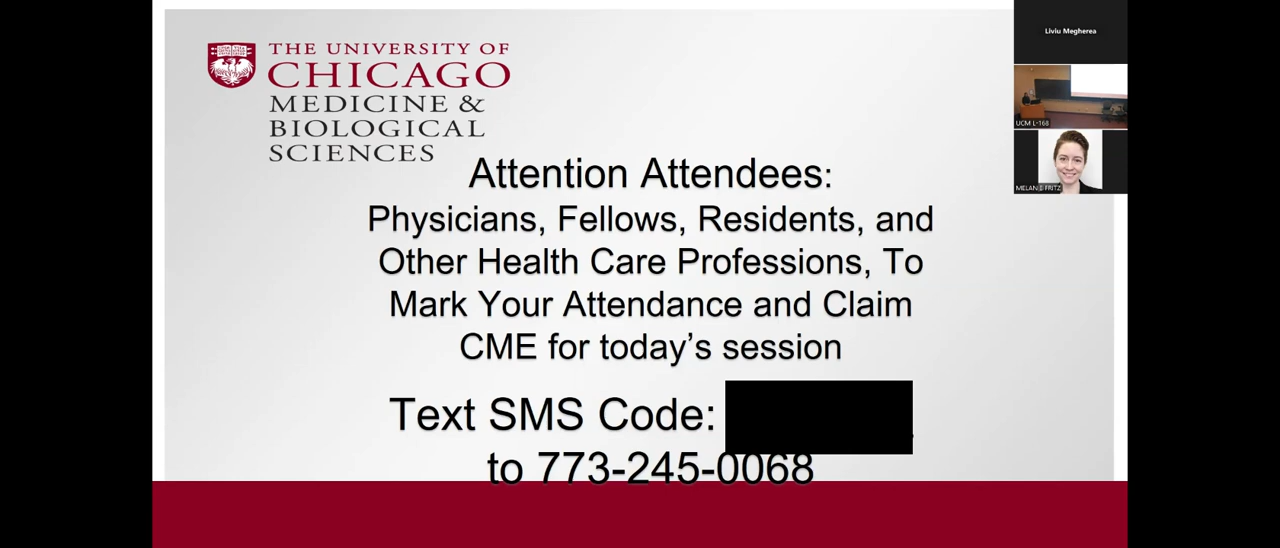 THE UNIVERSITY OF
CHICAGO
MEDICINE &
BIOLOGICAL
SCIENCES
Attention Attendees:
Physicians, Fellows, Residents, and
Other Health Care Professions, To
Mark Your Attendance and Claim
CME for today's session
Text SMS Code:
to 773-245-0068
Liviu Megherea
UCM L-168
MELANIE FRITZ